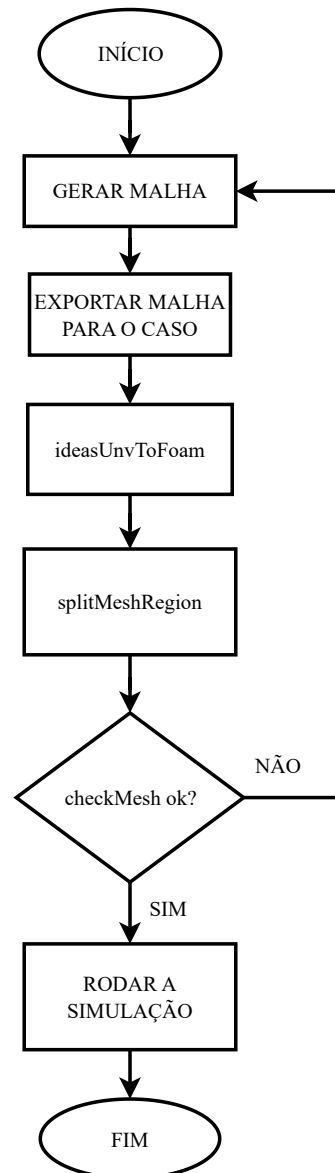 INÍCIO
GERAR MALHA
EXPORTAR MALHA
PARA O CASO
ideasUnvToFoam
splitMeshRegion
checkMesh ok?
NÃO
SIM
RODAR A
SIMULAÇÃO
FIM